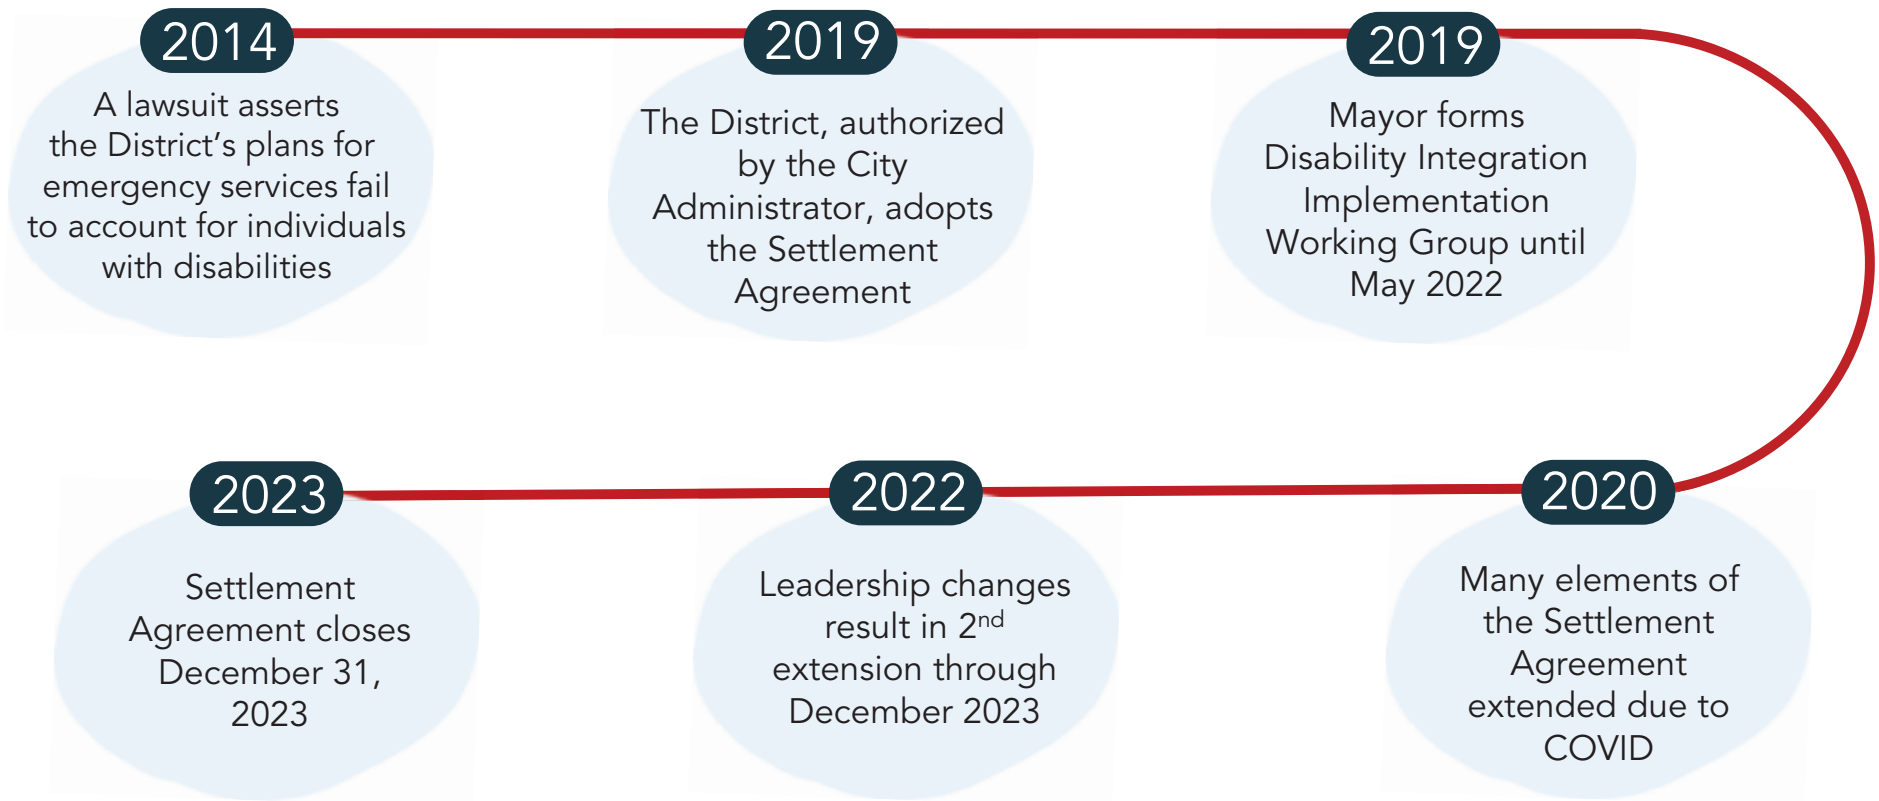 2014
A lawsuit asserts
the District’s plans for
emergency services fail
to account for individuals
with disabilities
2019
The District, authorized
by the City
Administrator, adopts
the Settlement
Agreement
2019
Mayor forms
Disability Integration
Implementation
Working Group until
May 2022
2020
Many elements of
the Settlement
Agreement
extended due to
COVID
2022
Leadership changes
result in 2nd
extension through
December 2023
2023
Settlement
Agreement closes
December 31,
2023